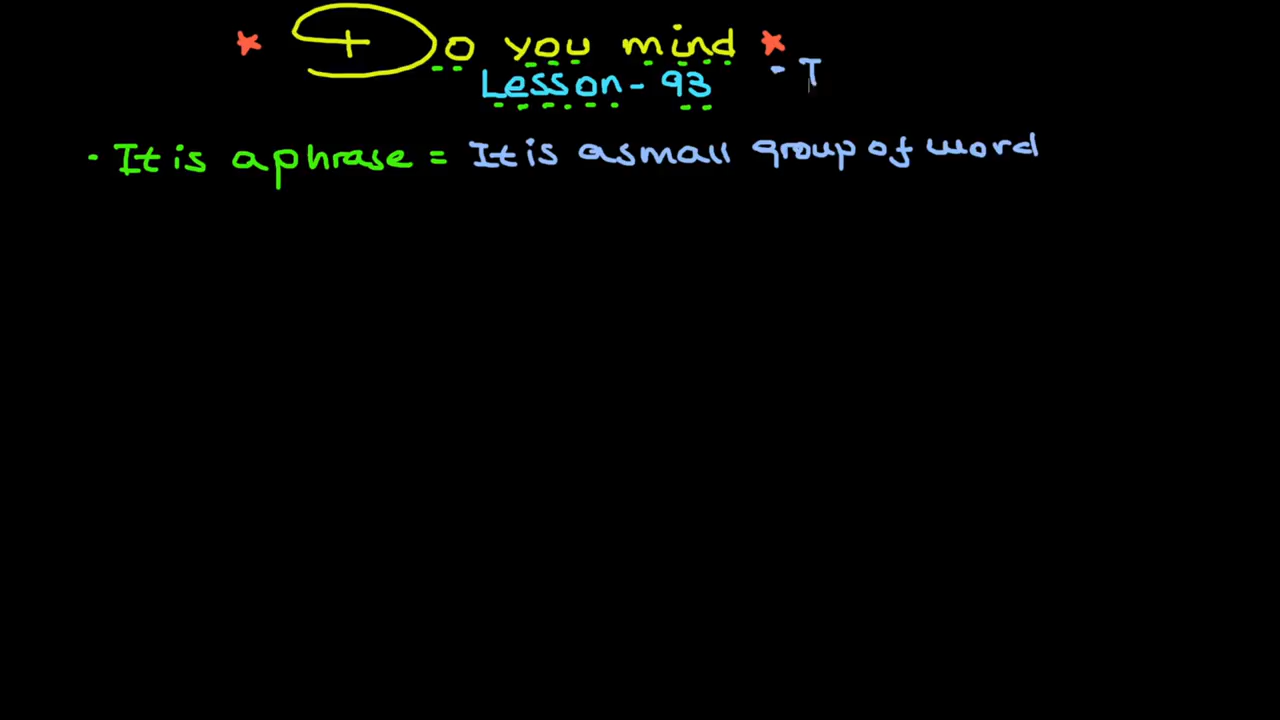 * Do you mind *
Lesson - 93 - T
· It is a phrase = It is a small group of word